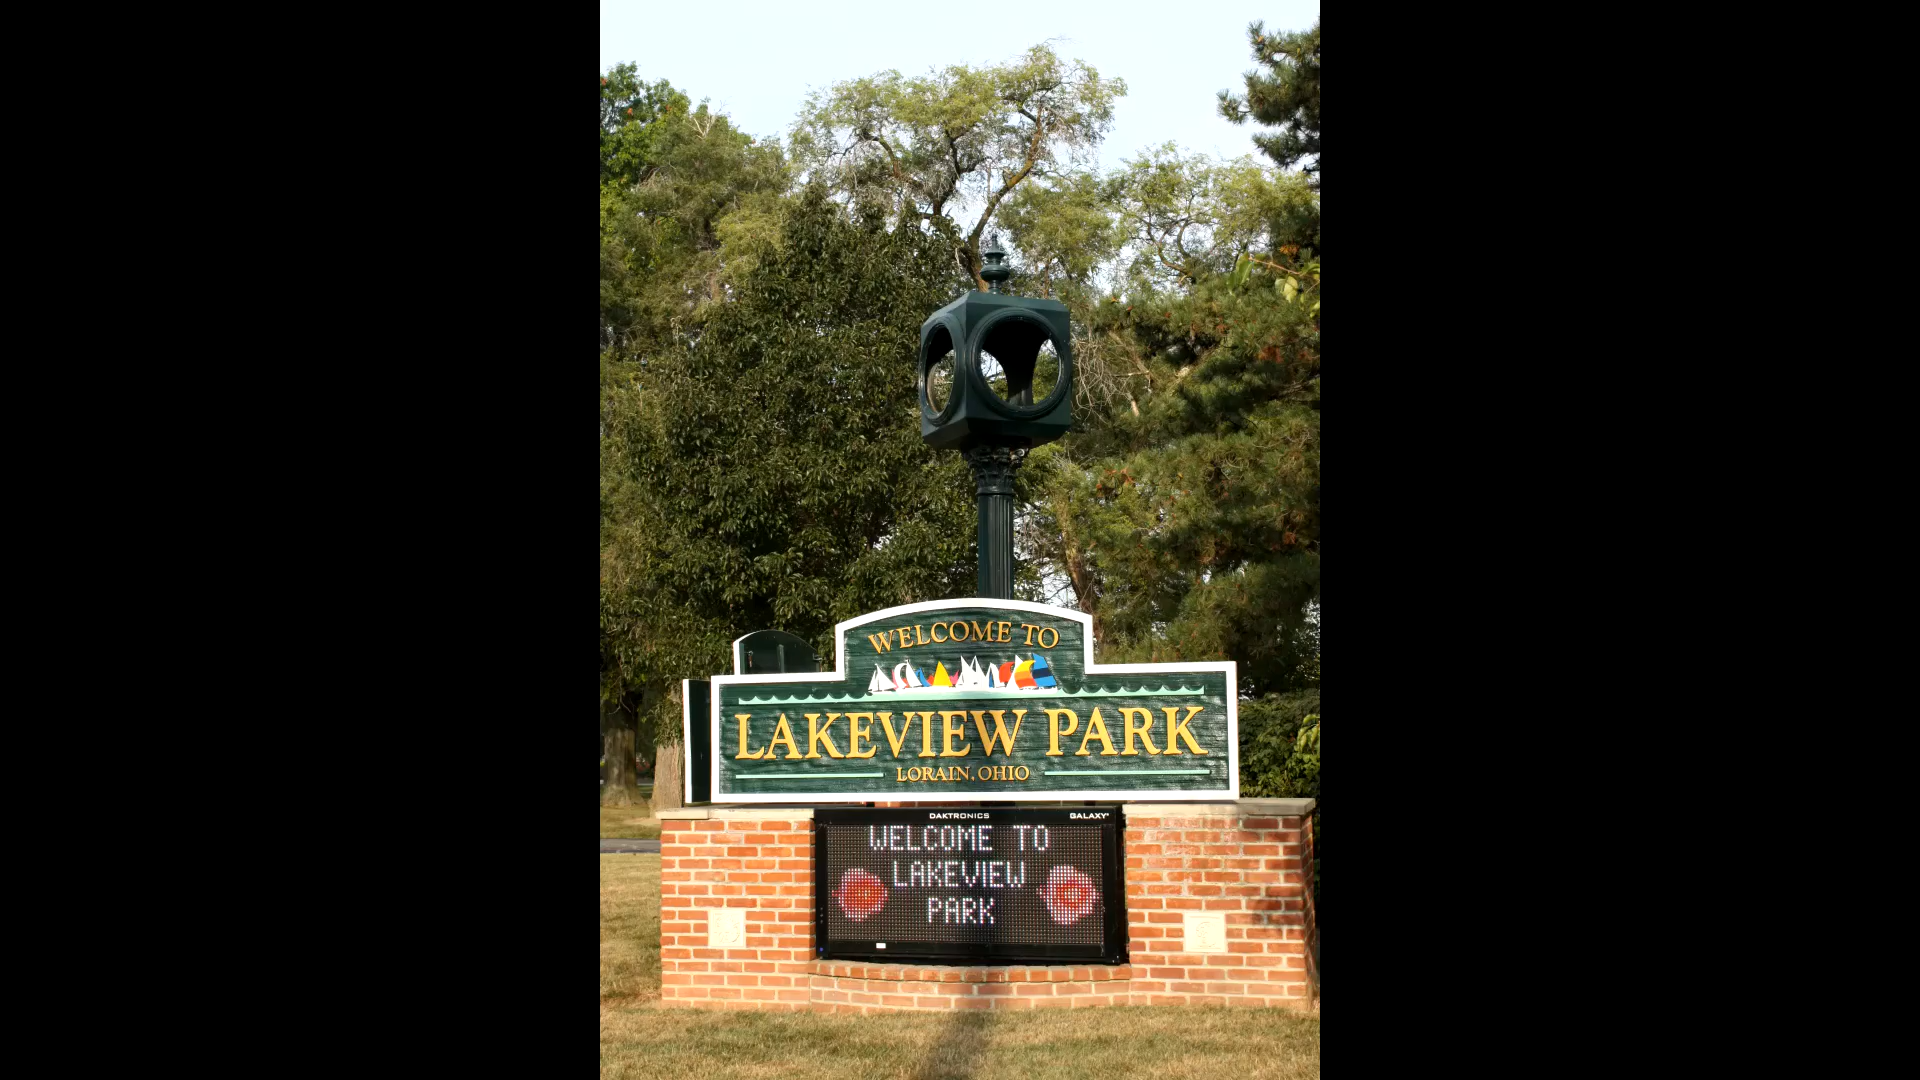 WELCOME TO
LAKEVIEW PARK
LORAIN, OHIO
DAKTRONICS GALAXY
WELCOME TO
LAKEVIEW
PARK